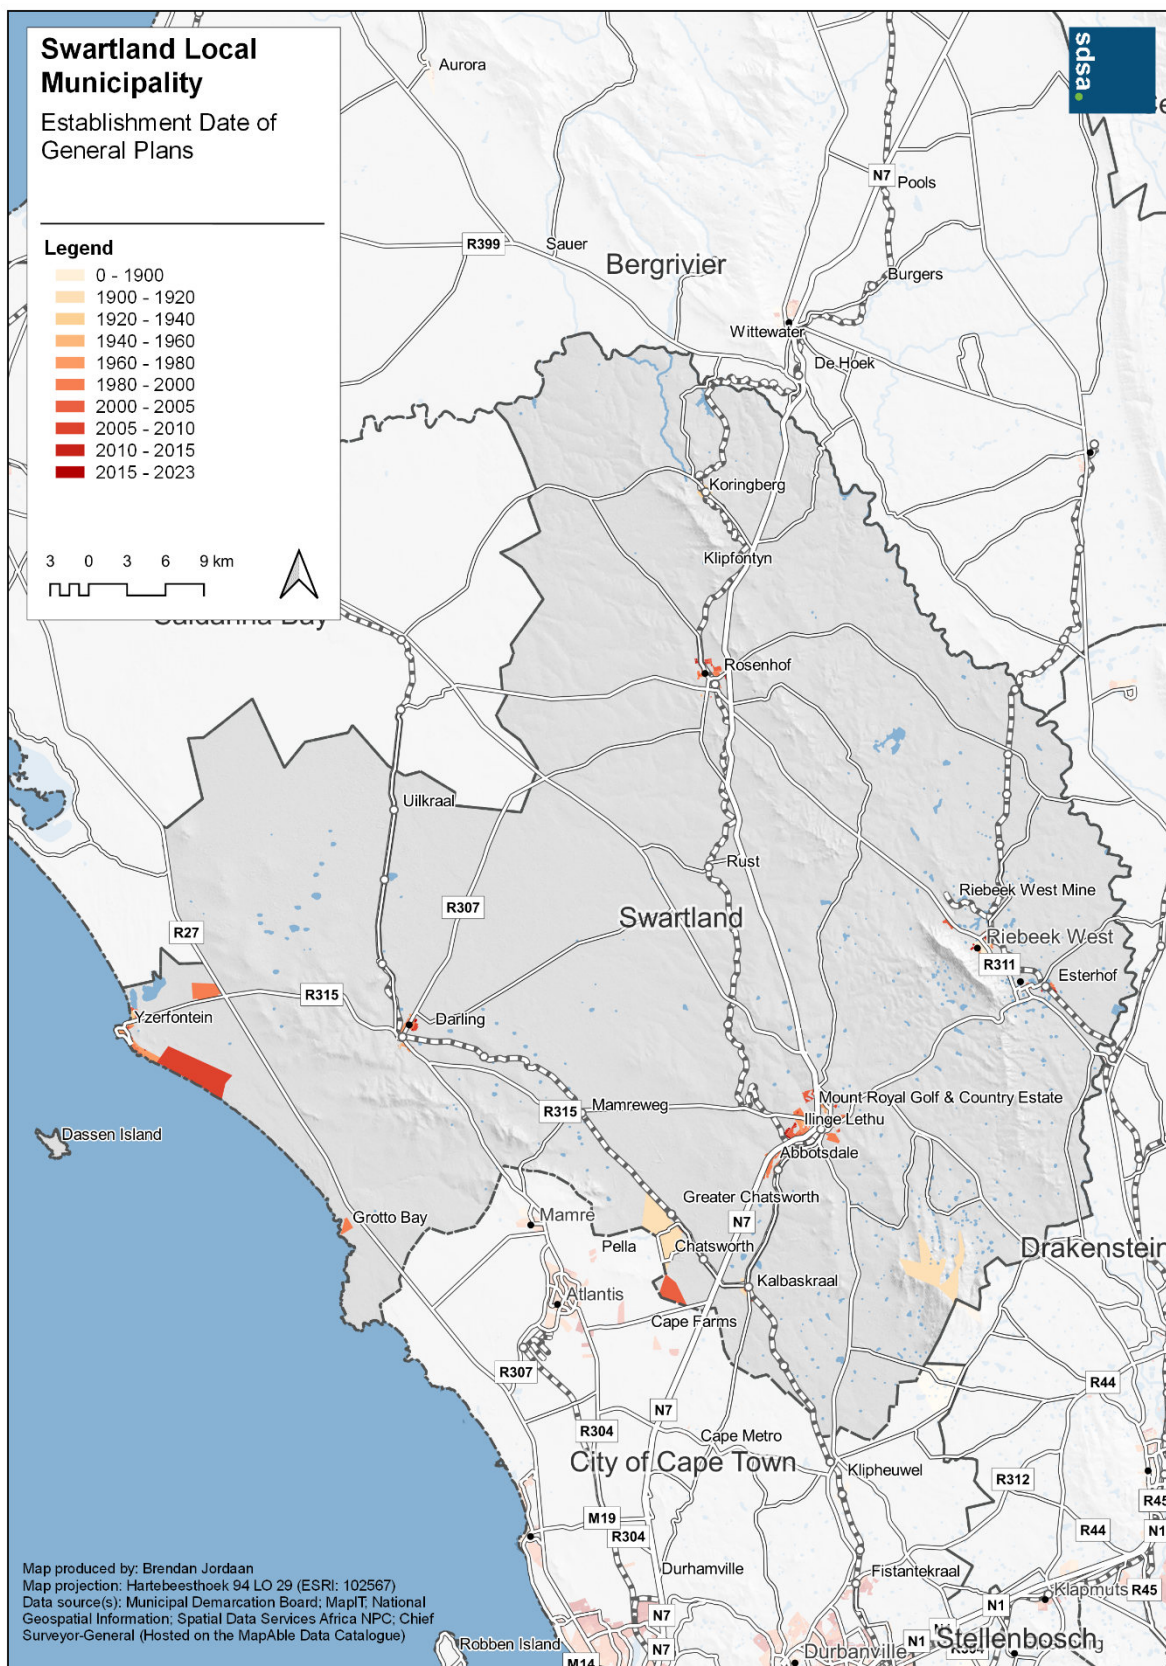 Swartland Local
Municipality
Establishment Date of
General Plans
Legend
0 - 1900
1900 - 1920
1920 - 1940
1940 - 1960
1960 - 1980
1980 - 2000
2000 - 2005
2005 - 2010
2010 - 2015
2015 - 2023
3 0 3 6 9 km
sdsa.
Aurora
N7
Pools
R399
Sauer
Bergrivier
Burgers
Wittewater
De Hoek
Koringberg
Klipfontyn
Saldanha Bay
Rosenhof
Uilkraal
Rust
Riebeek West Mine
R307
Swartland
R27
Riebeek West
R311
Esterhof
R315
Yzerfontein
Darling
Mount Royal Golf & Country Estate
R315
Mamreweg
Ilinge Lethu
Dassen Island
Abbotsdale
Greater Chatsworth
Grotto Bay
Mamre
N7
Pella
Chatsworth
Drakenstein
Kalbaskraal
Atlantis
Cape Farms
R307
R44
N7
R304
Cape Metro
City of Cape Town
Klipheuwel
R312
R45
M19
R304
R44
N1
Durhamville
Fistantekraal
Klapmuts
R45
N1
N7
Robben Island
N7
M14
Durbanville
N1
Stellenbosch
Map produced by: Brendan Jordaan
Map projection: Hartebeesthoek 94 LO 29 (ESRI: 102567)
Data source(s): Municipal Demarcation Board; MapIT; National
Geospatial Information; Spatial Data Services Africa NPC; Chief
Surveyor-General (Hosted on the MapAble Data Catalogue)